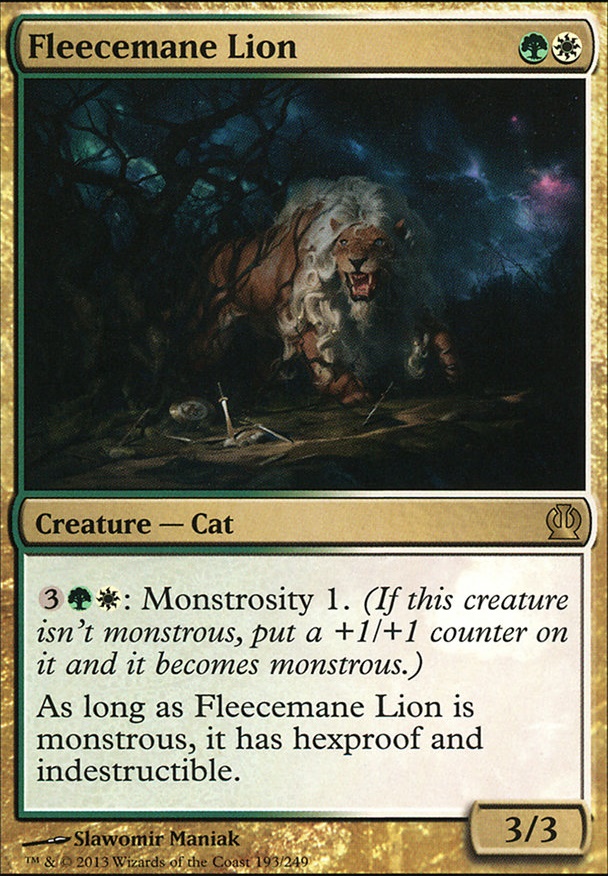 Fleecemane Lion
Creature — Cat
3: Monstrosity 1. (If this creature
isn't monstrous, put a +1/+1 counter on
it and it becomes monstrous.)
As long as Fleecemane Lion is
monstrous, it has hexproof and
indestructible.
3/3
Slawomir Maniak
™ & © 2013 Wizards of the Coast 193/249